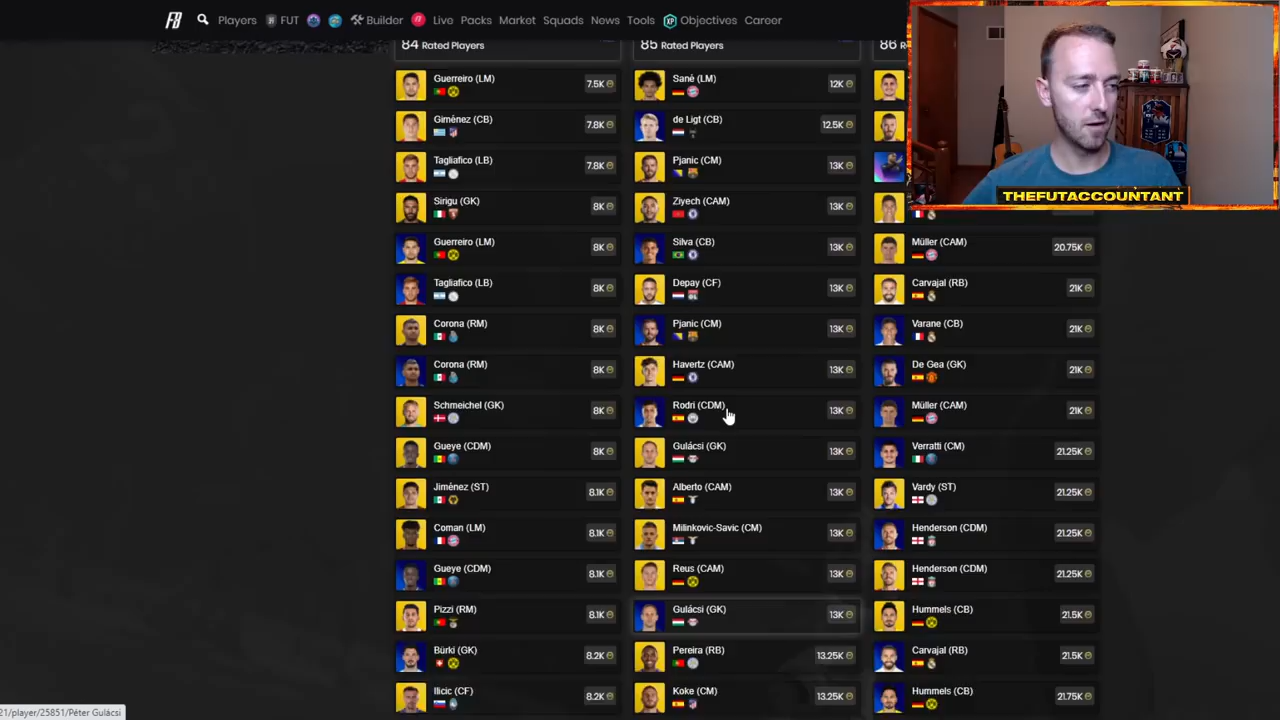 Players FUT Builder Live Packs Market Squads News Tools Objectives Career
84
Rated Players
85
Rated Players
86
Guerreiro (LM)
7.5K
Giménez (CB)
7.8K
Tagliafico (LB)
7.8K
Sirigu (GK)
8K
Guerreiro (LM)
8K
Tagliafico (LB)
8K
Corona (RM)
8K
Corona (RM)
8K
Schmeichel (GK)
8K
Gueye (CDM)
8K
Jiménez (ST)
8.1K
Coman (LM)
8.1K
Gueye (CDM)
8.1K
Pizzi (RM)
8.1K
Bürki (GK)
8.2K
Ilicic (CF)
8.2K
Sané (LM)
12K
de Ligt (CB)
12.5K
Pjanic (CM)
13K
Ziyech (CAM)
13K
Silva (CB)
13K
Depay (CF)
13K
Pjanic (CM)
13K
Havertz (CAM)
13K
Rodri (CDM)
13K
Gulácsi (GK)
13K
Alberto (CAM)
13K
Milinkovic-Savic (CM)
13K
Reus (CAM)
13K
Gulácsi (GK)
13K
Pereira (RB)
13.25K
Koke (CM)
13.25K
Müller (CAM)
20.75K
Carvajal (RB)
21K
Varane (CB)
21K
De Gea (GK)
21K
Müller (CAM)
21K
Verratti (CM)
21.25K
Vardy (ST)
21.25K
Henderson (CDM)
21.25K
Henderson (CDM)
21.25K
Hummels (CB)
21.5K
Carvajal (RB)
21.5K
Hummels (CB)
21.75K
THEFUTACCOUNTANT
21/player/25851/Péter Gulácsi